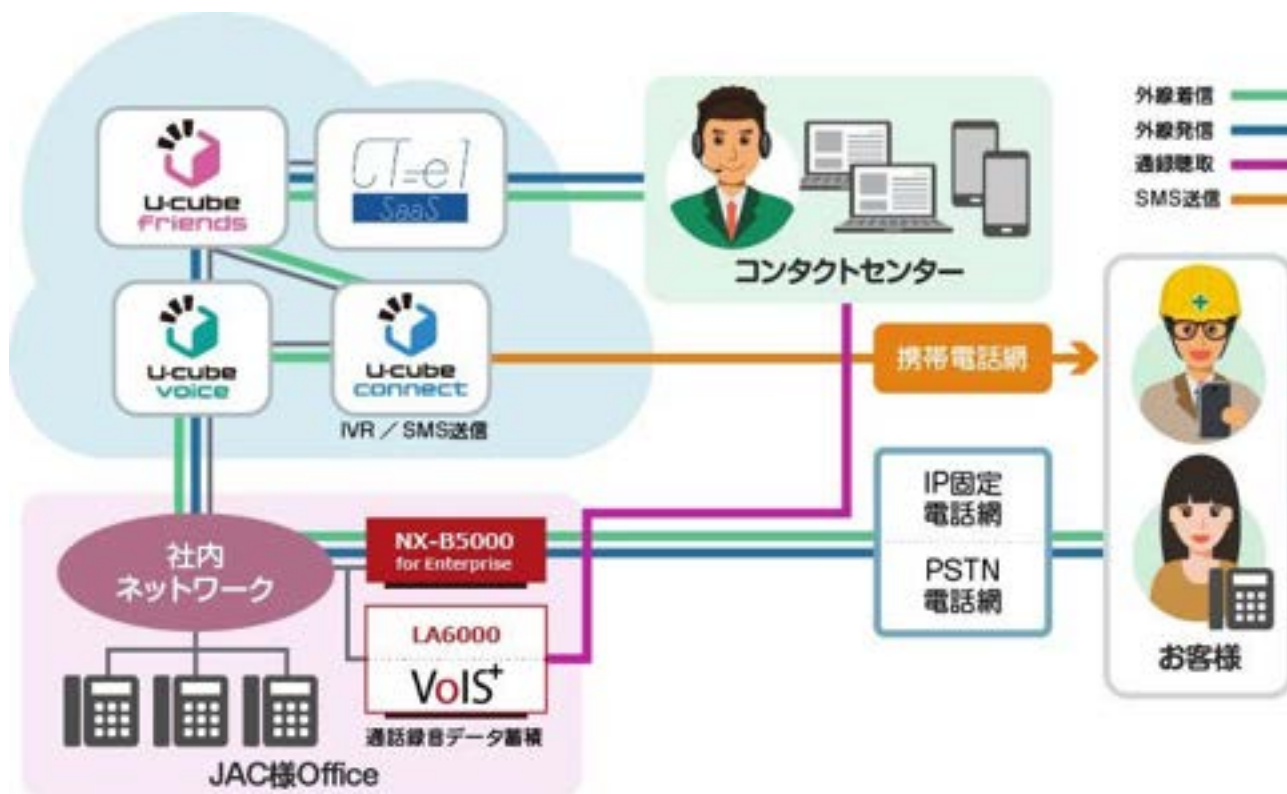 U-cube
friends
CT=e1
SaaS
コンタクトセンター
外線着信
外線発信
通録聴取
SMS送信
U-cube
voice
U-cube
connect
IVR ／ SMS送信
携帯電話網
IP固定
電話網
PSTN
電話網
お客様
社内
ネットワーク
NX-B5000
for Enterprise
LA6000
VoIS+
通話録音データ蓄積
JAC様Office